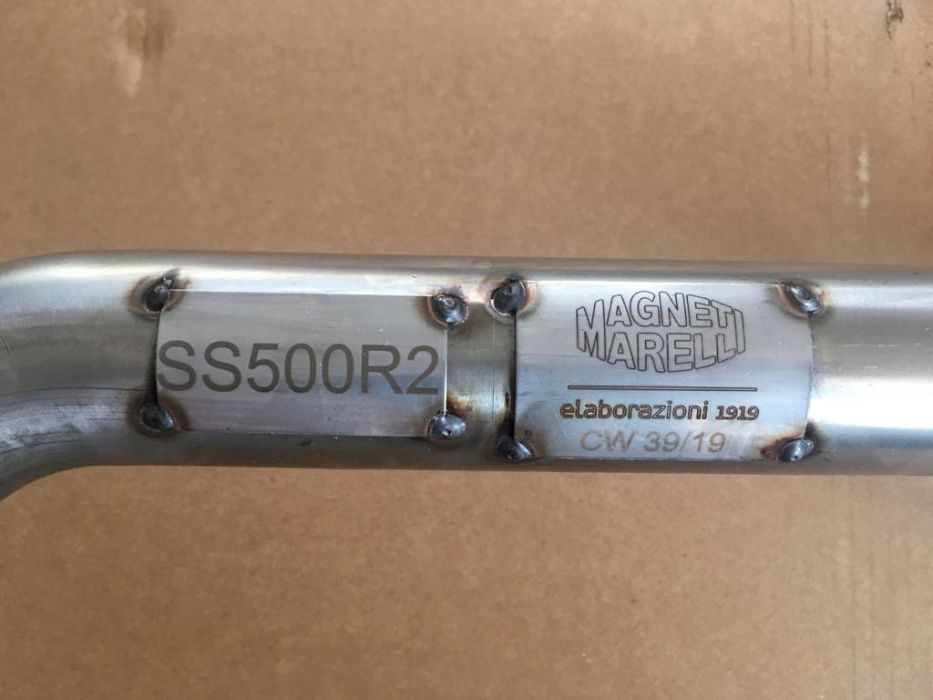 SS500R2
MAGNETI
MARELLI
elaborazioni 1919
CW 39/19